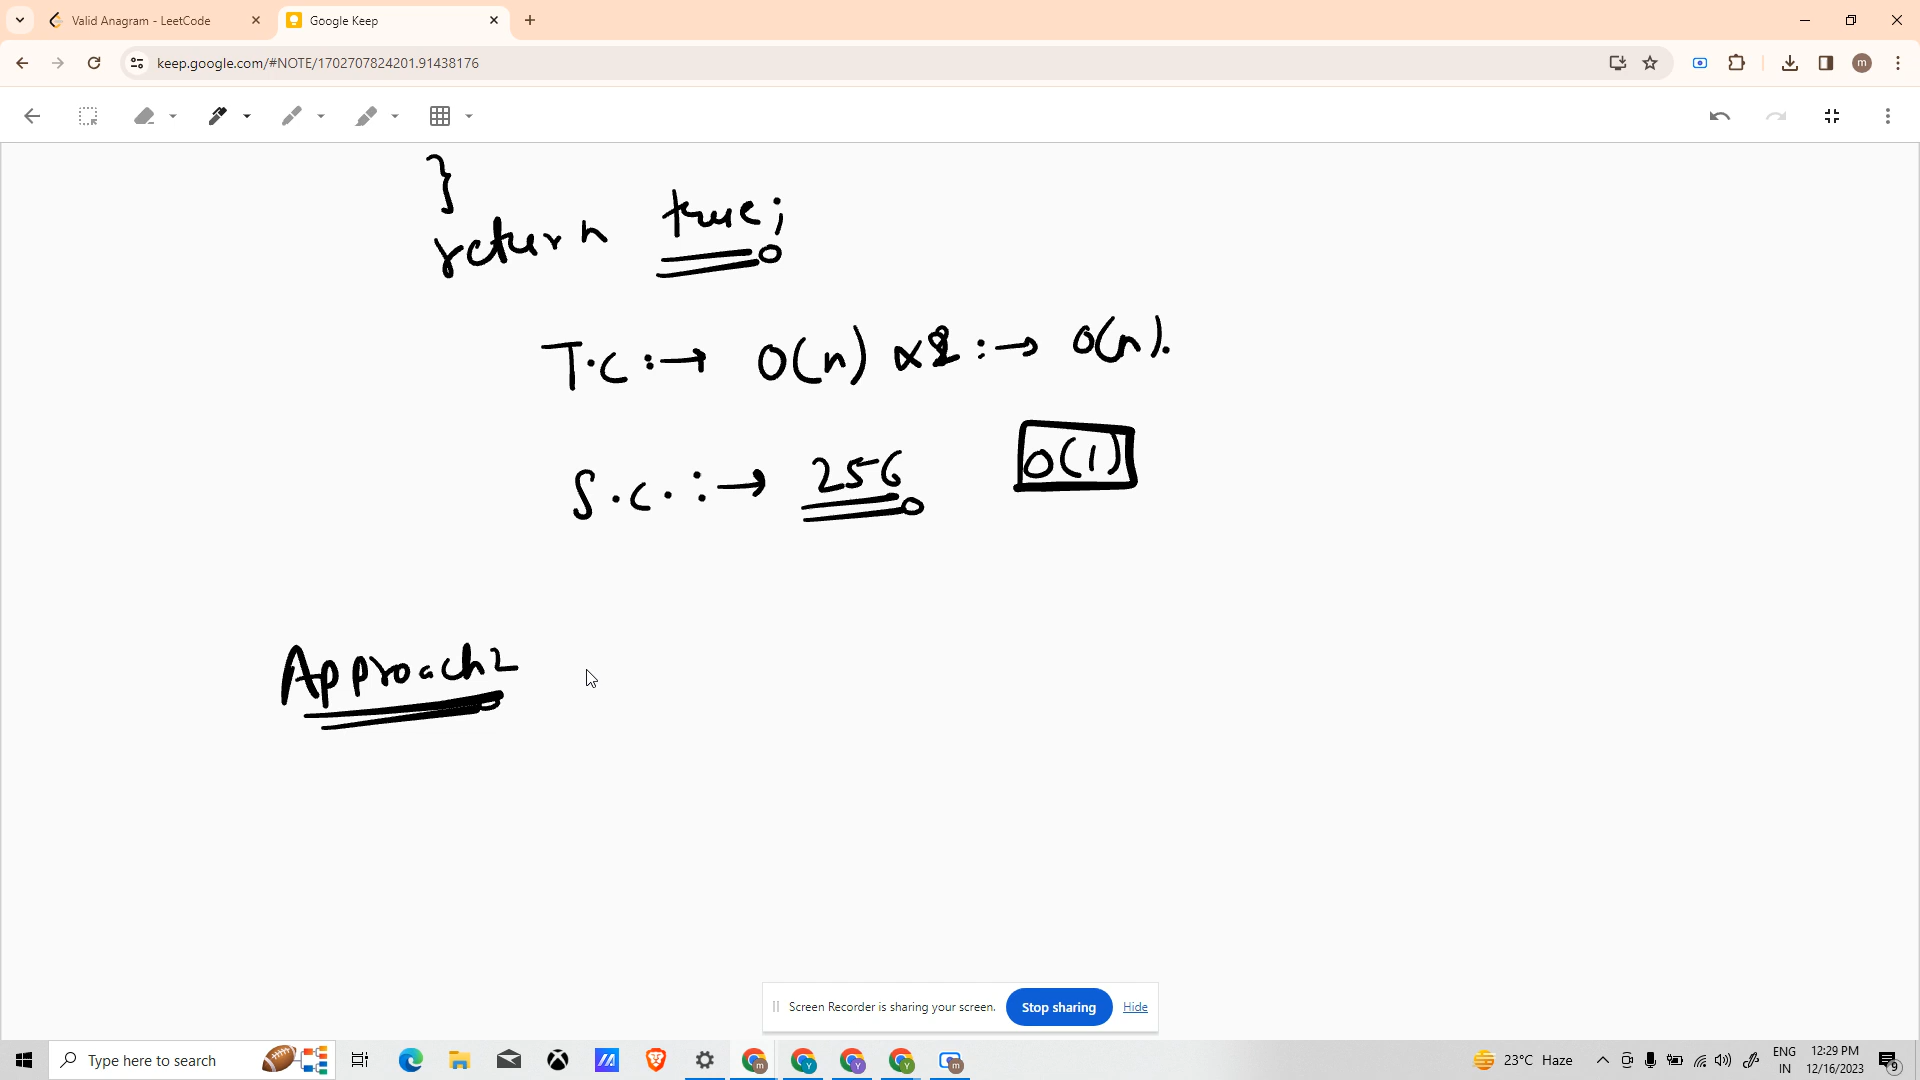 Valid Anagram - LeetCode
Google Keep
keep.google.com/#NOTE/1702707824201.91438176
m
}
return true;
T.C :→ O(n) :→ O(n).
S.C. :→ 256 O(1)
Approach2
Screen Recorder is sharing your screen. Stop sharing Hide
Type here to search
m
Y
Y
Y
m
23°C Haze
ENG
IN
12:29 PM
12/16/2023
9